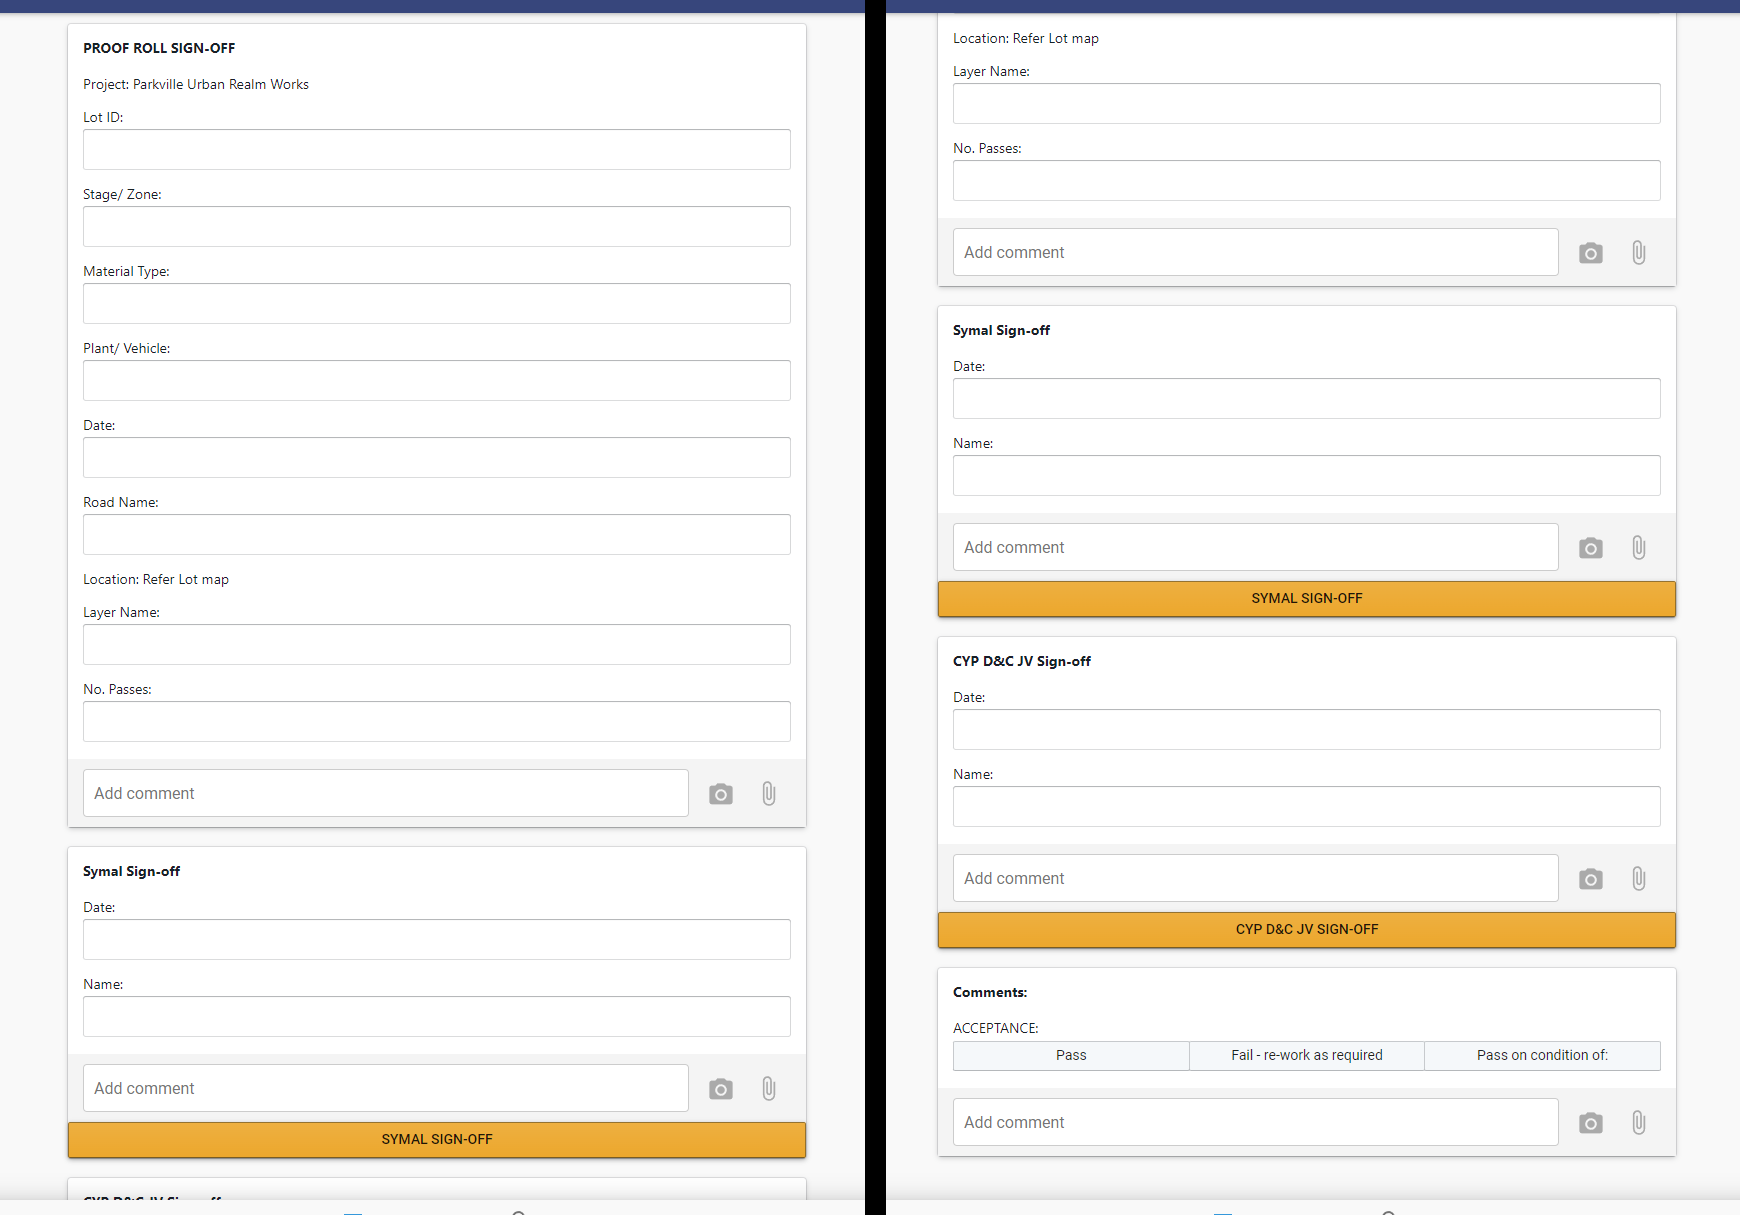 PROOF ROLL SIGN-OFF
Project: Parkville Urban Realm Works
Lot ID:
Stage/ Zone:
Material Type:
Plant/ Vehicle:
Date:
Road Name:
Location: Refer Lot map
Layer Name:
No. Passes:
Add comment
Symal Sign-off
Date:
Name:
Add comment
SYMAL SIGN-OFF
CYP D&C JV Sign-off
Location: Refer Lot map
Layer Name:
No. Passes:
Add comment
Symal Sign-off
Date:
Name:
Add comment
SYMAL SIGN-OFF
CYP D&C JV Sign-off
Date:
Name:
Add comment
CYP D&C JV SIGN-OFF
Comments:
ACCEPTANCE:
Pass Fail - re-work as required Pass on condition of:
Add comment